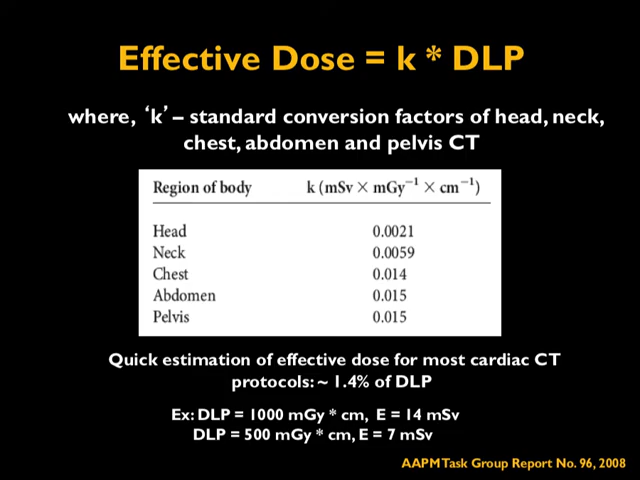 Effective Dose = k * DLP
where, ‘k’ – standard conversion factors of head, neck,
chest, abdomen and pelvis CT
Region of body k (mSv × mGy⁻¹ × cm⁻¹)
Head 0.0021
Neck 0.0059
Chest 0.014
Abdomen 0.015
Pelvis 0.015
Quick estimation of effective dose for most cardiac CT
protocols: ~ 1.4% of DLP
Ex: DLP = 1000 mGy * cm, E = 14 mSv
DLP = 500 mGy * cm, E = 7 mSv
AAPM Task Group Report No. 96, 2008